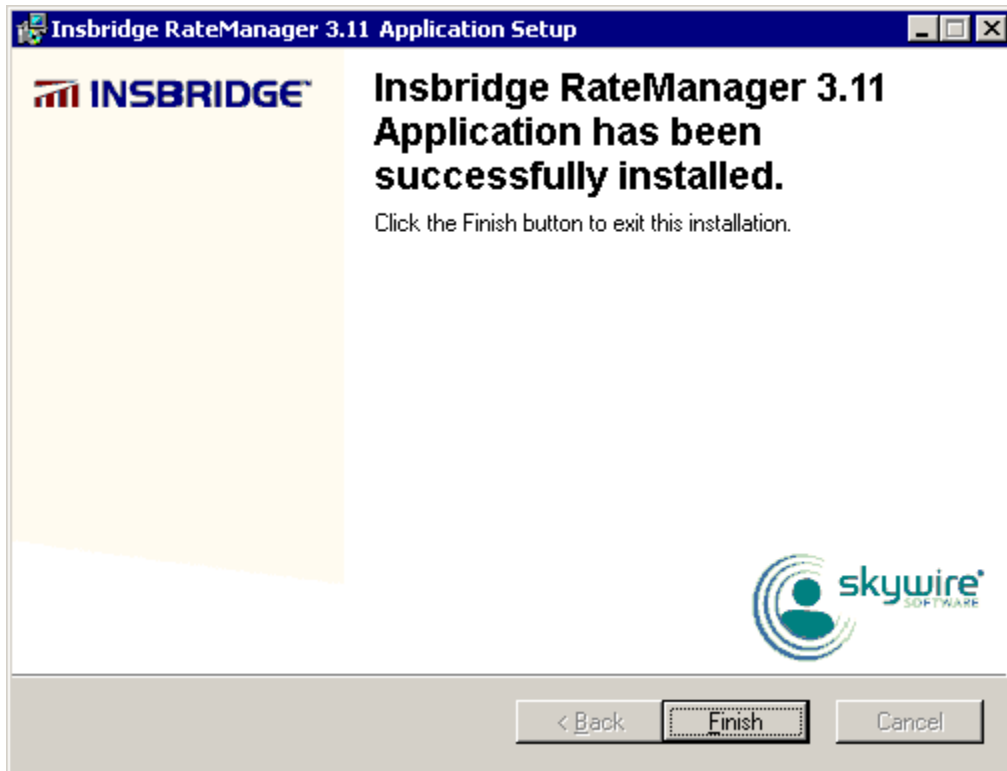 Insbridge RateManager 3.11 Application Setup
INSBRIDGE™
Insbridge RateManager 3.11
Application has been
successfully installed.
Click the Finish button to exit this installation.
skywire
SOFTWARE
< Back
Finish
Cancel